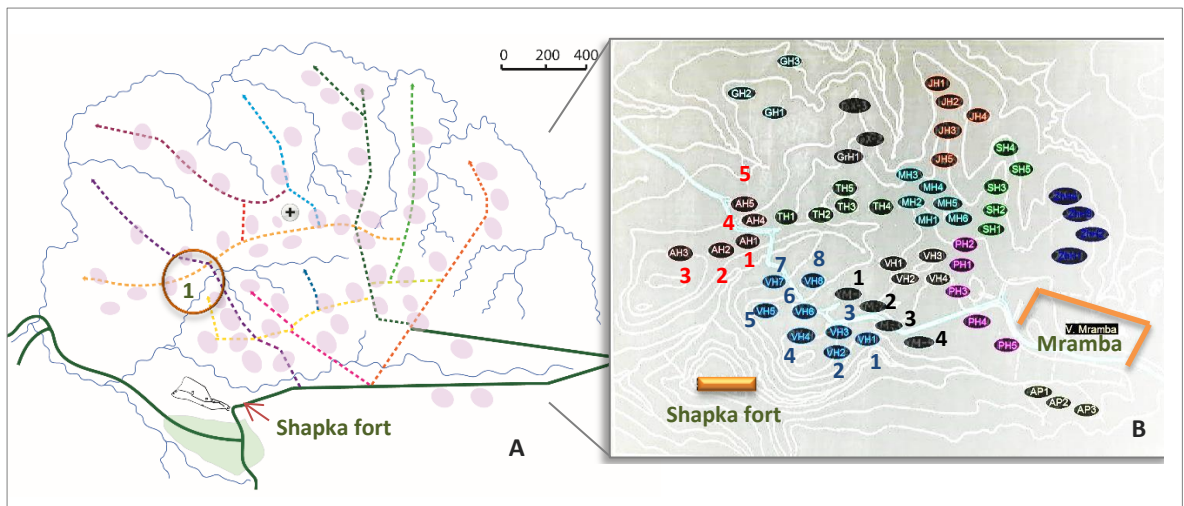 0 200 400
1
Shapka fort
A
GH3
GH2
GH1
JH1
JH2
JH4
JH3
JH5
GrH1
SH4
SH5
SH3
SH2
SH1
MH3
MH4
MH2
MH5
MH1
MH6
TH5
TH3
TH4
TH2
TH1
5
AH5
4
AH4
AH1
AH2
AH3
1
2
3
PH2
PH1
PH3
PH4
PH5
VH3
VH1
VH2
VH4
7
8
VH7
VH8
6
VH5
VH6
5
VH4
4
3
VH3
VH1
VH2
2
1
1
2
3
4
V. Mramba
Mramba
Shapka fort
AP1
AP2
AP3
B